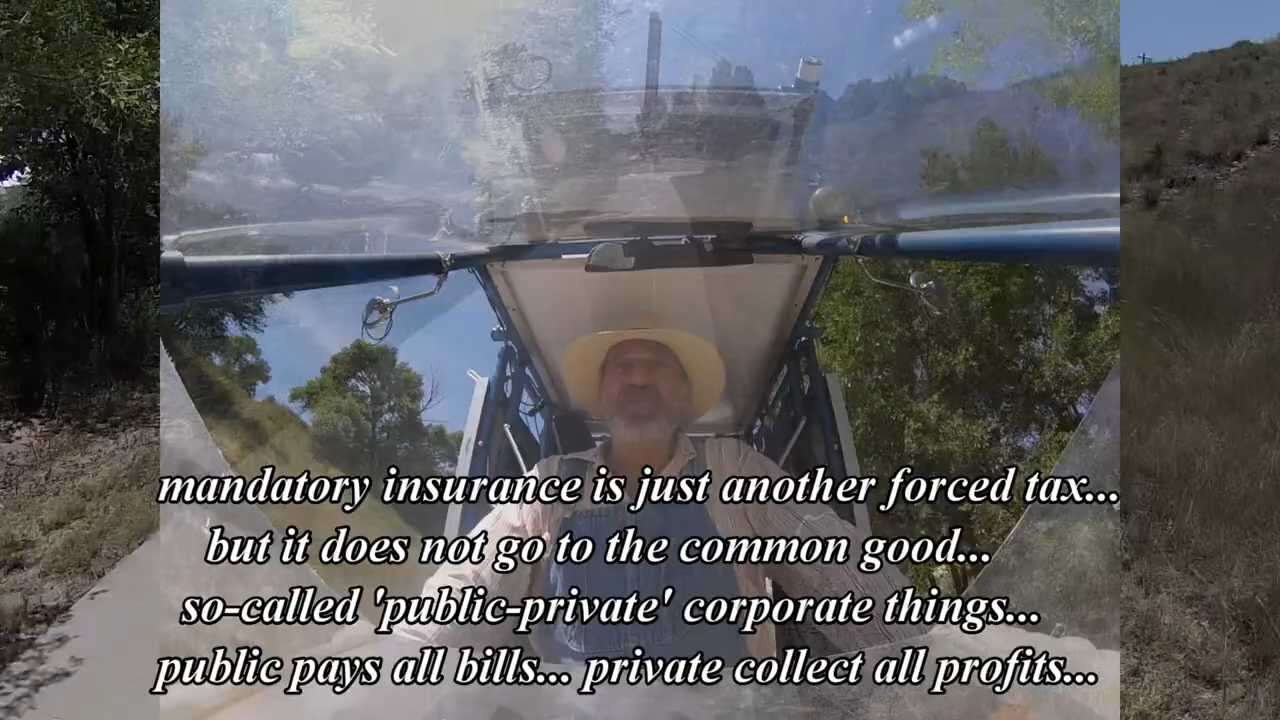 mandatory insurance is just another forced tax...
but it does not go to the common good...
so-called 'public-private' corporate things...
public pays all bills... private collect all profits...